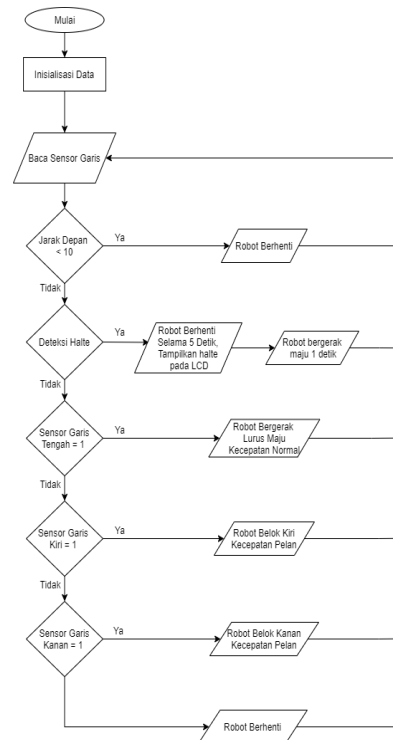 Mulai
Inisialisasi Data
Baca Sensor Garis
Jarak Depan
< 10
Ya
Robot Berhenti
Tidak
Deteksi Halte
Ya
Robot Berhenti
Selama 5 Detik,
Tampilkan halte
pada LCD
Robot bergerak
maju 1 detik
Tidak
Sensor Garis
Tengah = 1
Ya
Robot Bergerak
Lurus Maju
Kecepatan Normal
Tidak
Sensor Garis
Kiri = 1
Ya
Robot Belok Kiri
Kecepatan Pelan
Tidak
Sensor Garis
Kanan = 1
Ya
Robot Belok Kanan
Kecepatan Pelan
Robot Berhenti